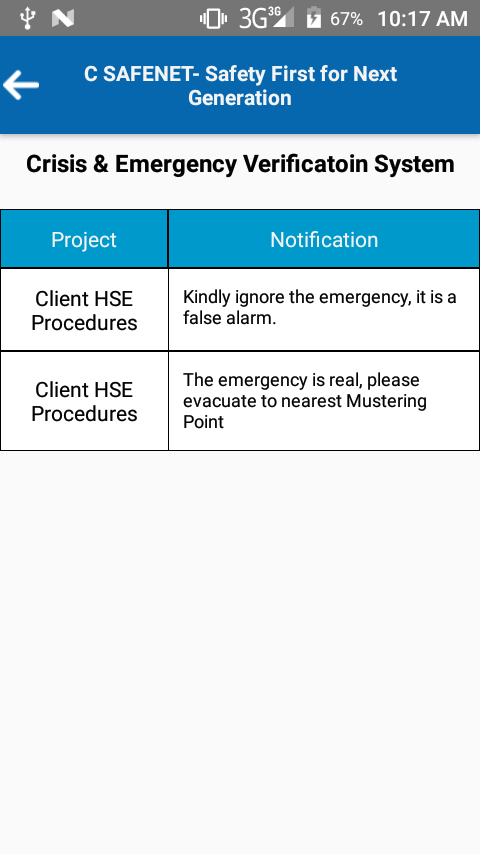 3G 3G 67% 10:17 AM
C SAFENET- Safety First for Next
Generation
Crisis & Emergency Verificatoin System
Project
Notification
Client HSE
Procedures
Kindly ignore the emergency, it is a
false alarm.
Client HSE
Procedures
The emergency is real, please
evacuate to nearest Mustering
Point